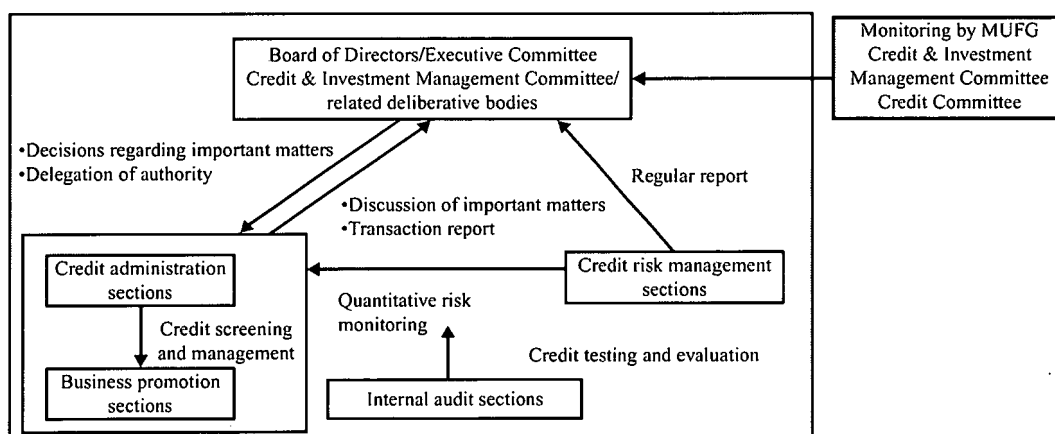 Board of Directors/Executive Committee
Credit & Investment Management Committee/
related deliberative bodies
Monitoring by MUFG
Credit & Investment
Management Committee
Credit Committee
•Decisions regarding important matters
•Delegation of authority
Regular report
•Discussion of important matters
•Transaction report
Credit administration
sections
Credit risk management
sections
Quantitative risk
monitoring
Credit screening
and management
Credit testing and evaluation
Business promotion
sections
Internal audit sections